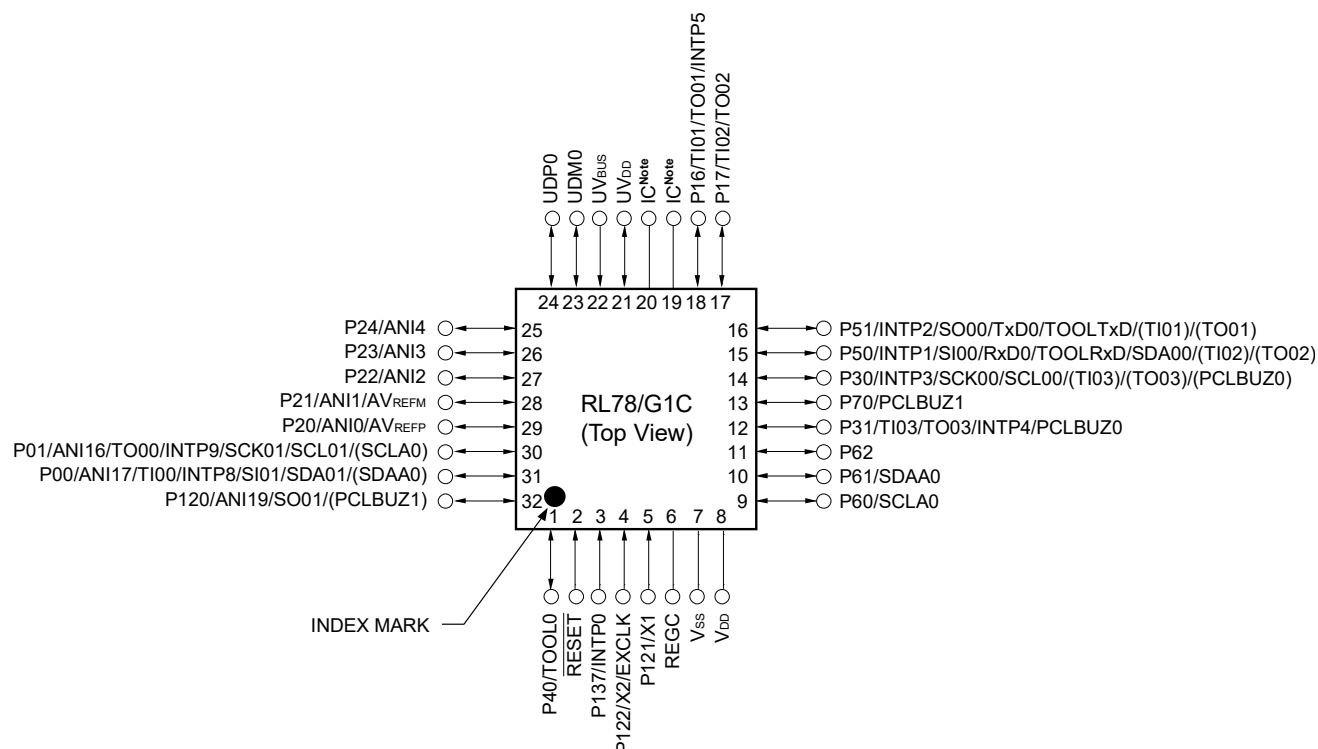 UDP0
UDM0
UVBUS
UVDD
ICNote
ICNote
P16/TI01/TO01/INTP5
P17/TI02/TO02
24 23 22 21 20 19 18 17
P24/ANI4
25
P23/ANI3
26
P22/ANI2
27
P21/ANI1/AVREFM
28
P20/ANI0/AVREFP
29
P01/ANI16/TO00/INTP9/SCK01/SCL01/(SCLA0)
30
P00/ANI17/TI00/INTP8/SI01/SDA01/(SDAA0)
31
P120/ANI19/SO01/(PCLBUZ1)
32
RL78/G1C
(Top View)
16
P51/INTP2/SO00/TxD0/TOOLTxD/(TI01)/(TO01)
15
P50/INTP1/SI00/RxD0/TOOLRxD/SDA00/(TI02)/(TO02)
14
P30/INTP3/SCK00/SCL00/(TI03)/(TO03)/(PCLBUZ0)
13
P70/PCLBUZ1
12
P31/TI03/TO03/INTP4/PCLBUZ0
11
P62
10
P61/SDAA0
9
P60/SCLA0
1 2 3 4 5 6 7 8
INDEX MARK
P40/TOOL0
RESET
P137/INTP0
P122/X2/EXCLK
P121/X1
REGC
VSS
VDD